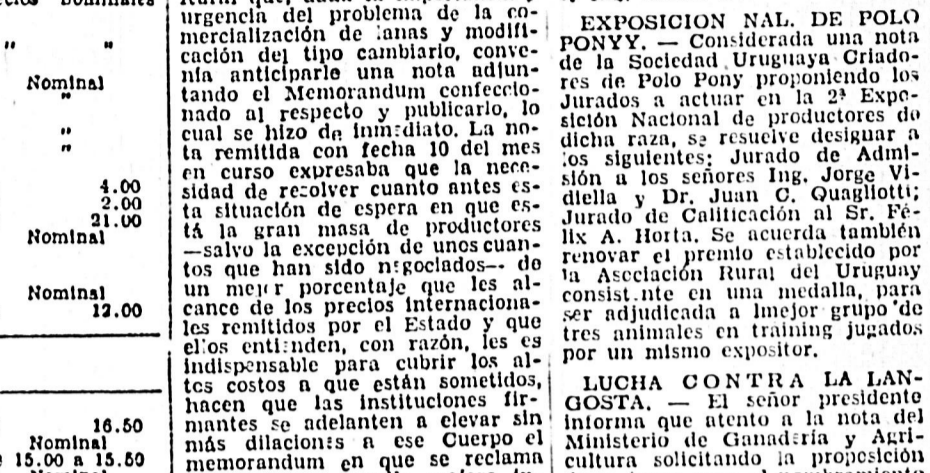 "          "
Nominal
"
"
"
4.00
2.00
21.00
Nominal
Nominal
12.00
16.50
Nominal
15.00 a 15.50
urgencia del problema de la co-
mercialización de lanas y modifi-
cación del tipo cambiario, conve-
nía anticiparle una nota adjun-
tando el Memorandum confeccio-
nado al respecto y publicarlo, lo
cual se hizo de inmediato. La no-
ta remitida con fecha 10 del mes
en curso expresaba que la nece-
sidad de resolver cuanto antes es-
ta situación de espera en que es-
tá la gran masa de productores
—salvo la excepción de unos cuan-
tos que han sido negociados—. de
un mejor porcentaje que les al-
cance de los precios internaciona-
les remitidos por el Estado y que
ellos entienden, con razón, les es
indispensable para cubrir los al-
tos costos a que están sometidos,
hacen que las instituciones fir-
mantes se adelanten a elevar sin
más dilaciones a ese Cuerpo el
memorandum en que se reclama
EXPOSICION NAL. DE POLO
PONYY. — Considerada una nota
de la Sociedad Uruguaya Criado-
res de Polo Pony proponiendo los
Jurados a actuar en la 2ª Expo-
sición Nacional de productores de
dicha raza, se resuelve designar a
los siguientes: Jurado de Admi-
sión a los señores Ing. Jorge Vi-
diella y Dr. Juan C. Quagliotti;
Jurado de Calificación al Sr. Fé-
lix A. Horta. Se acuerda también
renovar el premio establecido por
la Asociación Rural del Uruguay
consistente en una medalla, para
ser adjudicada a lmejor grupo de
tres animales en training jugados
por un mismo expositor.
LUCHA CONTRA LA LAN-
GOSTA. — El señor presidente
informa que atento a la nota del
Ministerio de Ganadería y Agri-
cultura solicitando la proposición